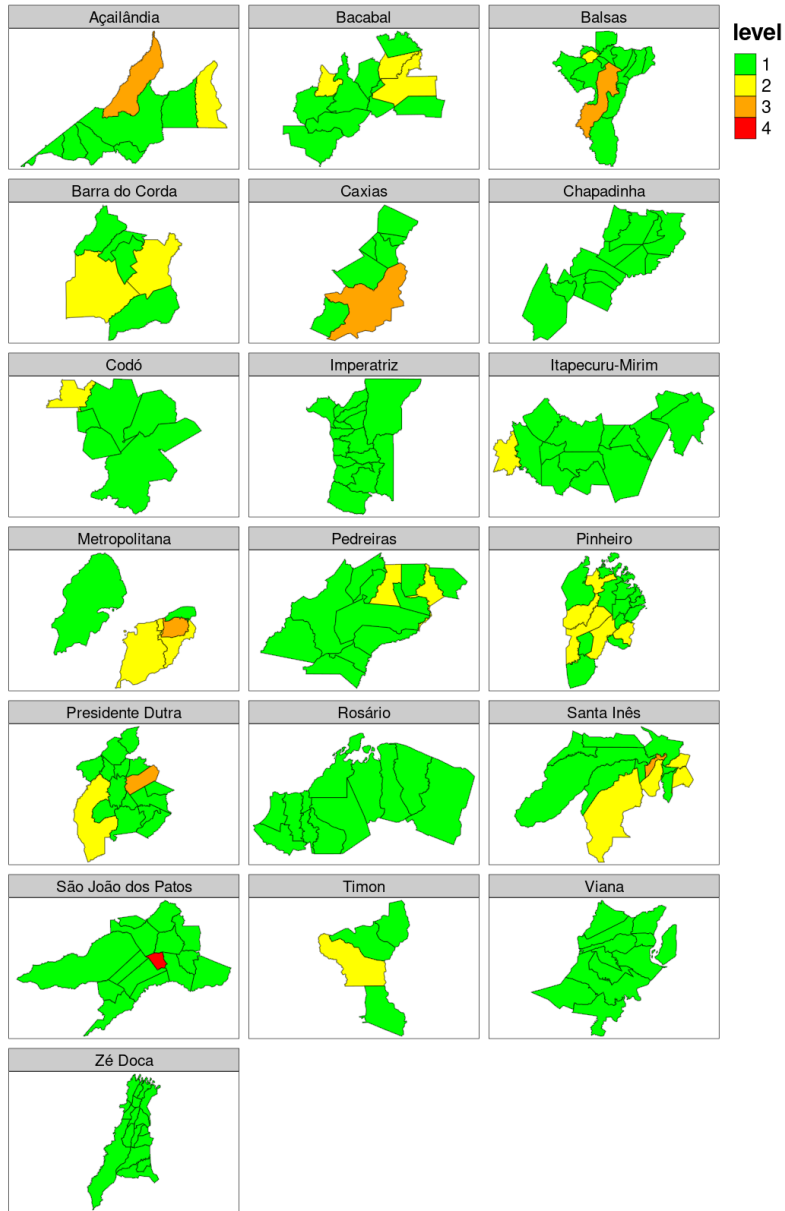 Açailândia
Bacabal
Balsas
level
1
2
3
4
Barra do Corda
Caxias
Chapadinha
Codó
Imperatriz
Itapecuru-Mirim
Metropolitana
Pedreiras
Pinheiro
Presidente Dutra
Rosário
Santa Inês
São João dos Patos
Timon
Viana
Zé Doca